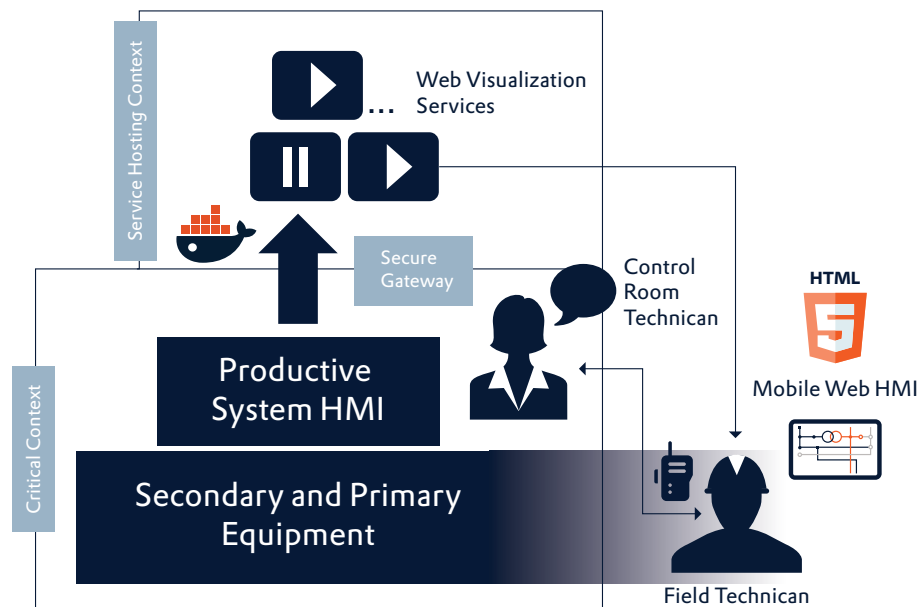 Service Hosting Context
Web Visualization
Services
...
Secure
Gateway
Control
Room
Technican
HTML
5
Mobile Web HMI
Productive
System HMI
Critical Context
Secondary and Primary
Equipment
Field Technican